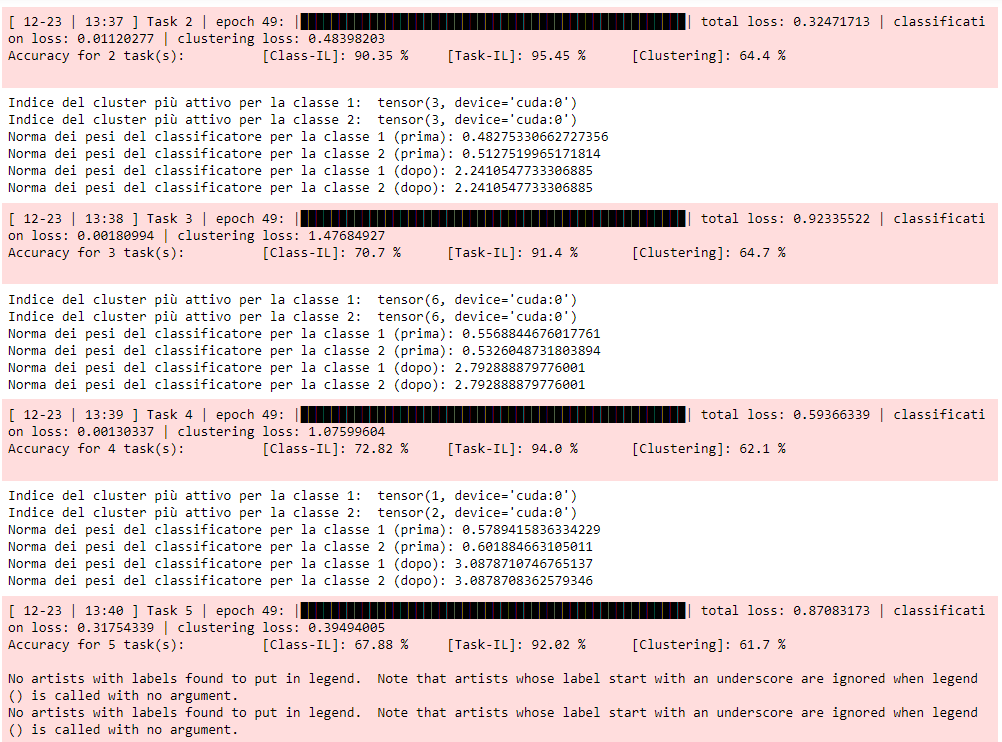 [ 12-23 | 13:37 ] Task 2 | epoch 49: || total loss: 0.32471713 | classificati
on loss: 0.01120277 | clustering loss: 0.48398203
Accuracy for 2 task(s): [Class-IL]: 90.35 % [Task-IL]: 95.45 % [Clustering]: 64.4 %
Indice del cluster più attivo per la classe 1: tensor(3, device='cuda:0')
Indice del cluster più attivo per la classe 2: tensor(3, device='cuda:0')
Norma dei pesi del classificatore per la classe 1 (prima): 0.48275330662727356
Norma dei pesi del classificatore per la classe 2 (prima): 0.5127519965171814
Norma dei pesi del classificatore per la classe 1 (dopo): 2.2410547733306885
Norma dei pesi del classificatore per la classe 2 (dopo): 2.2410547733306885
[ 12-23 | 13:38 ] Task 3 | epoch 49: || total loss: 0.92335522 | classificati
on loss: 0.00180994 | clustering loss: 1.47684927
Accuracy for 3 task(s): [Class-IL]: 70.7 % [Task-IL]: 91.4 % [Clustering]: 64.7 %
Indice del cluster più attivo per la classe 1: tensor(6, device='cuda:0')
Indice del cluster più attivo per la classe 2: tensor(6, device='cuda:0')
Norma dei pesi del classificatore per la classe 1 (prima): 0.5568844676017761
Norma dei pesi del classificatore per la classe 2 (prima): 0.5326048731803894
Norma dei pesi del classificatore per la classe 1 (dopo): 2.792888879776001
Norma dei pesi del classificatore per la classe 2 (dopo): 2.792888879776001
[ 12-23 | 13:39 ] Task 4 | epoch 49: || total loss: 0.59366339 | classificati
on loss: 0.00130337 | clustering loss: 1.07599604
Accuracy for 4 task(s): [Class-IL]: 72.82 % [Task-IL]: 94.0 % [Clustering]: 62.1 %
Indice del cluster più attivo per la classe 1: tensor(1, device='cuda:0')
Indice del cluster più attivo per la classe 2: tensor(2, device='cuda:0')
Norma dei pesi del classificatore per la classe 1 (prima): 0.5789415836334229
Norma dei pesi del classificatore per la classe 2 (prima): 0.601884663105011
Norma dei pesi del classificatore per la classe 1 (dopo): 3.0878710746765137
Norma dei pesi del classificatore per la classe 2 (dopo): 3.0878708362579346
[ 12-23 | 13:40 ] Task 5 | epoch 49: || total loss: 0.87083173 | classificati
on loss: 0.31754339 | clustering loss: 0.39494005
Accuracy for 5 task(s): [Class-IL]: 67.88 % [Task-IL]: 92.02 % [Clustering]: 61.7 %
No artists with labels found to put in legend.  Note that artists whose label start with an underscore are ignored when legend
() is called with no argument.
No artists with labels found to put in legend.  Note that artists whose label start with an underscore are ignored when legend
() is called with no argument.